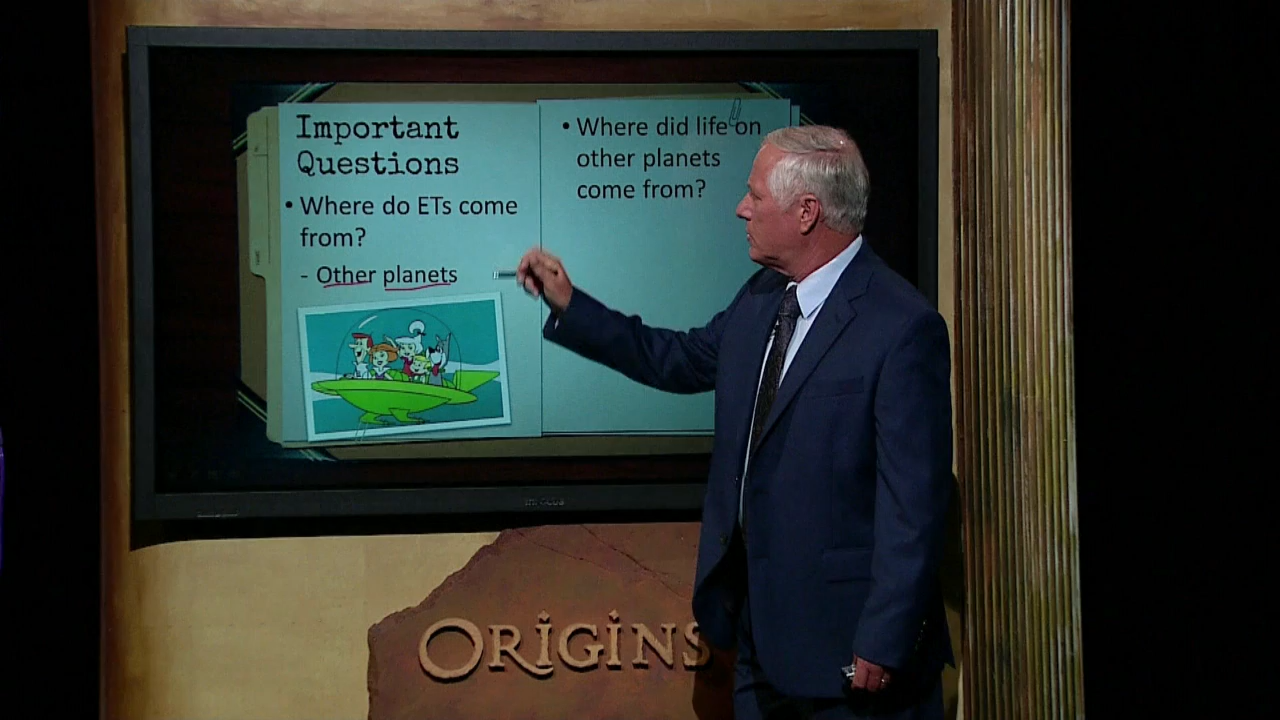 Important
Questions
• Where do ETs come
from?
- Other planets
• Where did life on
other planets
come from?
ORIGINS